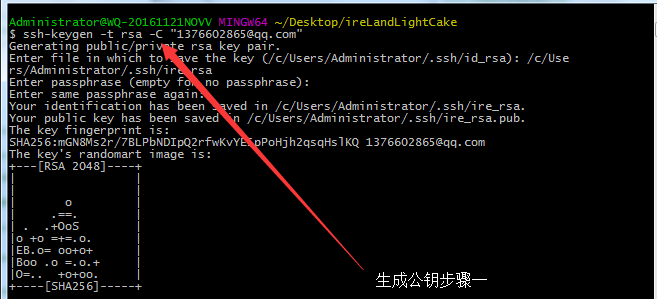 Administrator@WQ-20161121NOVV MINGW64 ~/Desktop/ireLandLightCake
$ ssh-keygen -t rsa -C "1376602865@qq.com"
Generating public/private rsa key pair.
Enter file in which to save the key (/c/Users/Administrator/.ssh/id_rsa): /c/Use
rs/Administrator/.ssh/ire_rsa
Enter passphrase (empty for no passphrase):
Enter same passphrase again:
Your identification has been saved in /c/Users/Administrator/.ssh/ire_rsa.
Your public key has been saved in /c/Users/Administrator/.ssh/ire_rsa.pub.
The key fingerprint is:
1376602865@qq.com
The key's randomart image is:
+---[RSA 2048]----+
|                 |
|                 |
|        o        |
|      .==.       |
|  .  .+OoS       |
|o +o =+=.o.      |
|EB.o= oo+o+      |
|Boo .o =.o.+     |
|O=..  +o+oo.     |
+----[SHA256]-----+
生成公钥步骤一